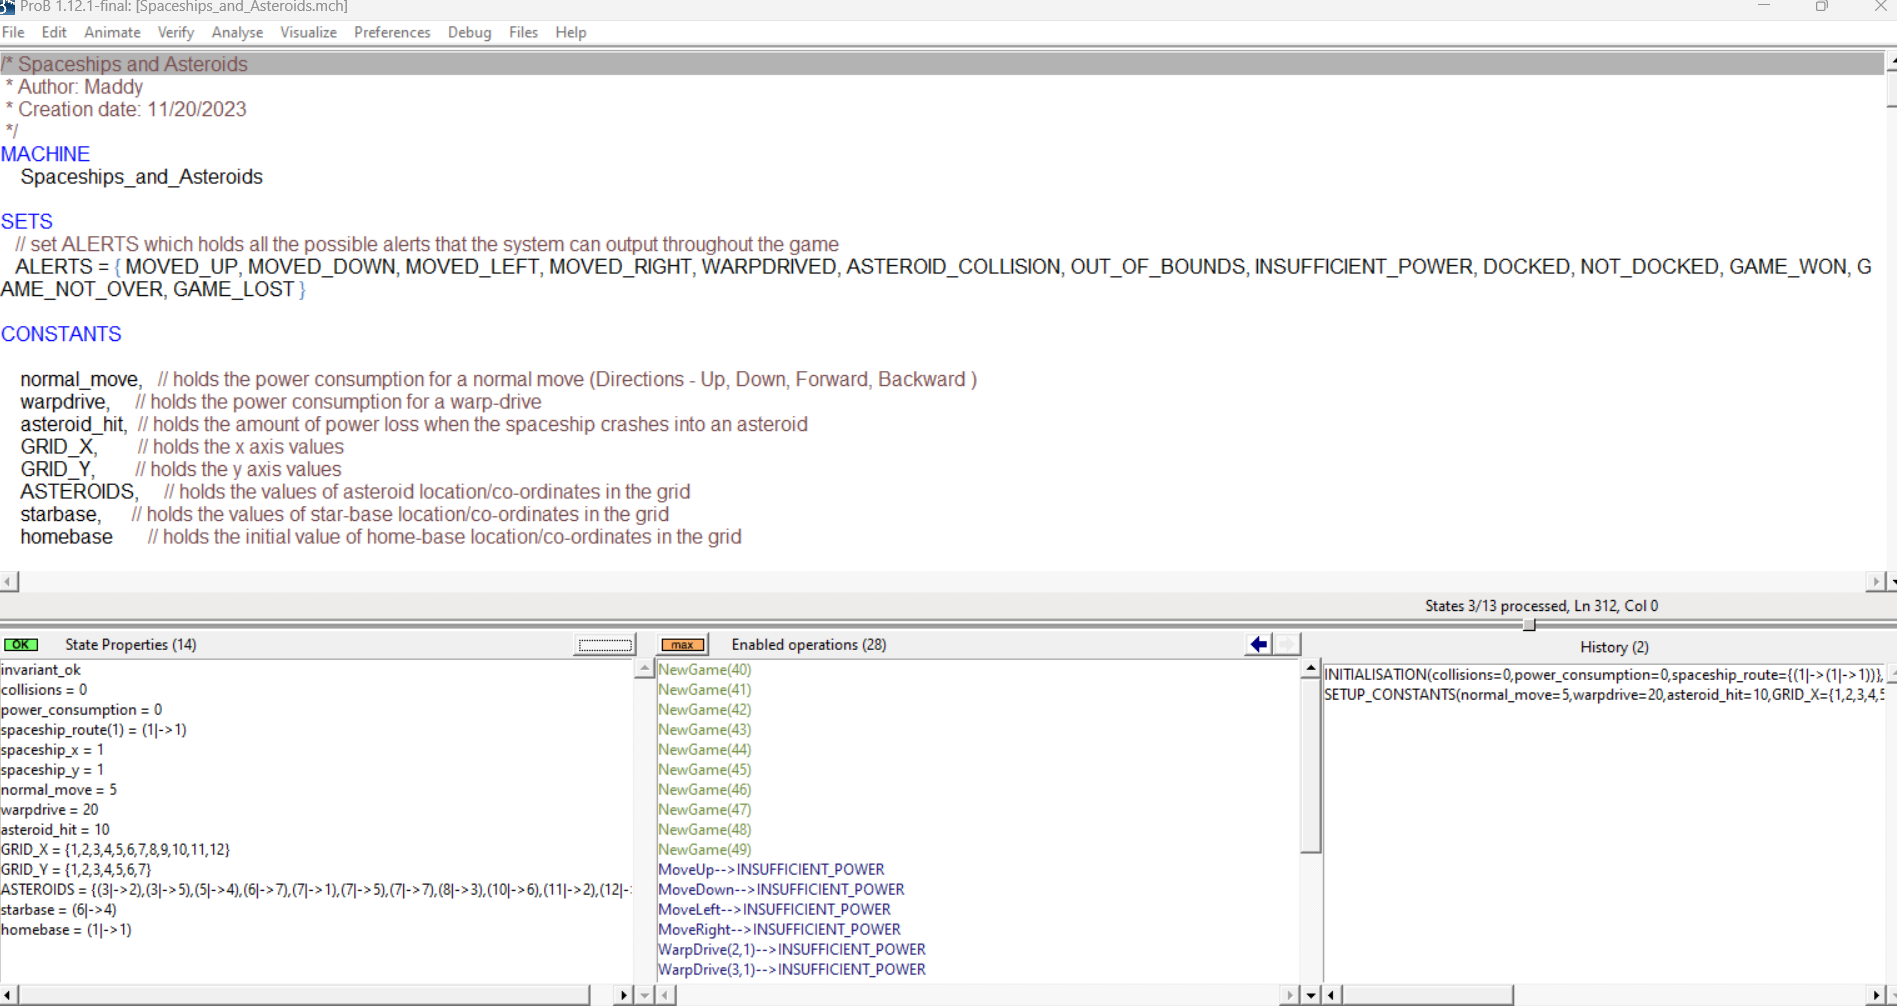 ProB 1.12.1-final: [Spaceships_and_Asteroids.mch]
File Edit Animate Verify Analyse Visualize Preferences Debug Files Help
/* Spaceships and Asteroids
* Author: Maddy
* Creation date: 11/20/2023
*/
MACHINE
Spaceships_and_Asteroids
SETS
// set ALERTS which holds all the possible alerts that the system can output throughout the game
ALERTS = { MOVED_UP, MOVED_DOWN, MOVED_LEFT, MOVED_RIGHT, WARPDRIVED, ASTEROID_COLLISION, OUT_OF_BOUNDS, INSUFFICIENT_POWER, DOCKED, NOT_DOCKED, GAME_WON, G
AME_NOT_OVER, GAME_LOST }
CONSTANTS
normal_move, // holds the power consumption for a normal move (Directions - Up, Down, Forward, Backward )
warpdrive, // holds the power consumption for a warp-drive
asteroid_hit, // holds the amount of power loss when the spaceship crashes into an asteroid
GRID_X, // holds the x axis values
GRID_Y, // holds the y axis values
ASTEROIDS, // holds the values of asteroid location/co-ordinates in the grid
starbase, // holds the values of star-base location/co-ordinates in the grid
homebase // holds the initial value of home-base location/co-ordinates in the grid
States 3/13 processed, Ln 312, Col 0
OK State Properties (14)
invariant_ok
collisions = 0
power_consumption = 0
spaceship_route(1) = (1|->1)
spaceship_x = 1
spaceship_y = 1
normal_move = 5
warpdrive = 20
asteroid_hit = 10
GRID_X = {1,2,3,4,5,6,7,8,9,10,11,12}
GRID_Y = {1,2,3,4,5,6,7}
ASTEROIDS = {(3|->2),(3|->5),(5|->4),(6|->7),(7|->1),(7|->5),(7|->7),(8|->3),(10|->6),(11|->2),(12|-
starbase = (6|->4)
homebase = (1|->1)
max Enabled operations (28)
NewGame(40)
NewGame(41)
NewGame(42)
NewGame(43)
NewGame(44)
NewGame(45)
NewGame(46)
NewGame(47)
NewGame(48)
NewGame(49)
MoveUp-->INSUFFICIENT_POWER
MoveDown-->INSUFFICIENT_POWER
MoveLeft-->INSUFFICIENT_POWER
MoveRight-->INSUFFICIENT_POWER
WarpDrive(2,1)-->INSUFFICIENT_POWER
WarpDrive(3,1)-->INSUFFICIENT_POWER
History (2)
INITIALISATION(collisions=0,power_consumption=0,spaceship_route={(1|->(1|->1))},
SETUP_CONSTANTS(normal_move=5,warpdrive=20,asteroid_hit=10,GRID_X={1,2,3,4,5